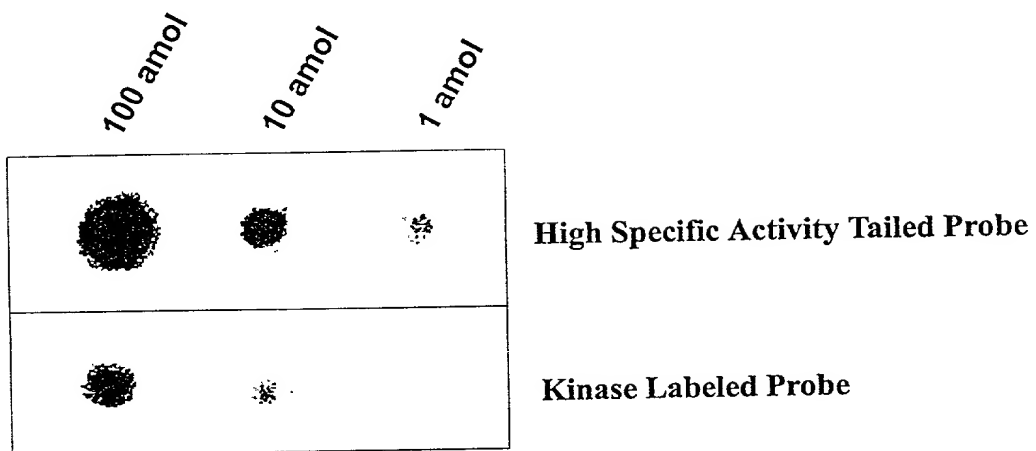 100 amol
10 amol
1 amol
High Specific Activity Tailed Probe
Kinase Labeled Probe